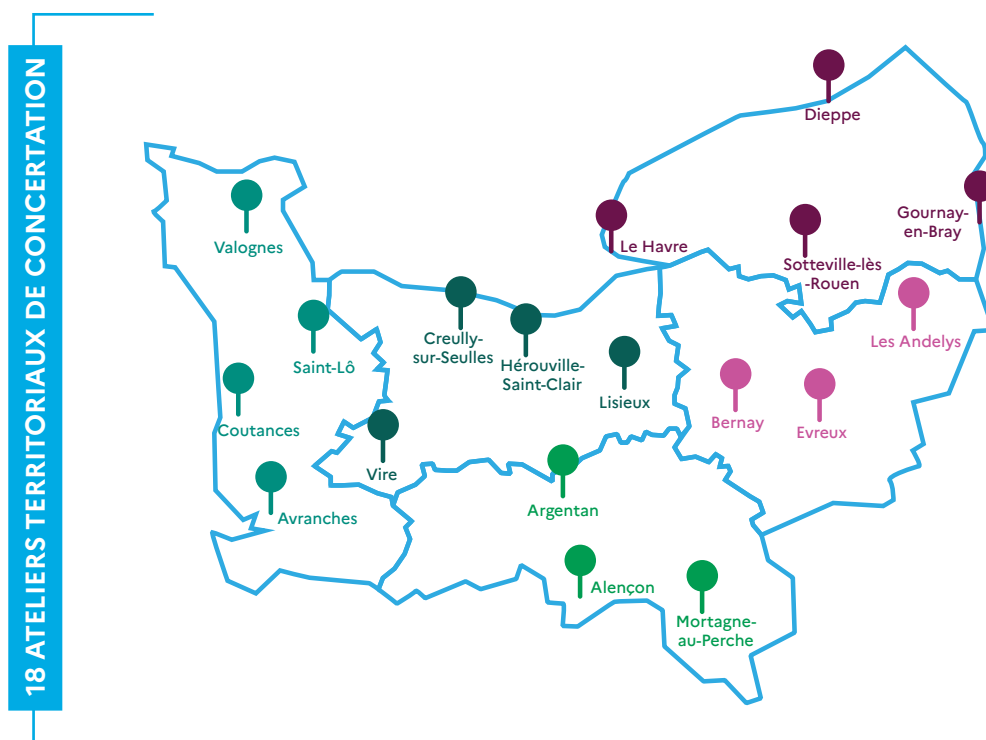 18 ATELIERS TERRITORIAUX DE CONCERTATION
Dieppe
Gournay-
en-Bray
Le Havre
Sotteville-lès
-Rouen
Valognes
Saint-Lô
Coutances
Avranches
Creully-
sur-Seulles
Hérouville-
Saint-Clair
Lisieux
Vire
Les Andelys
Bernay
Evreux
Argentan
Alençon
Mortagne-
au-Perche